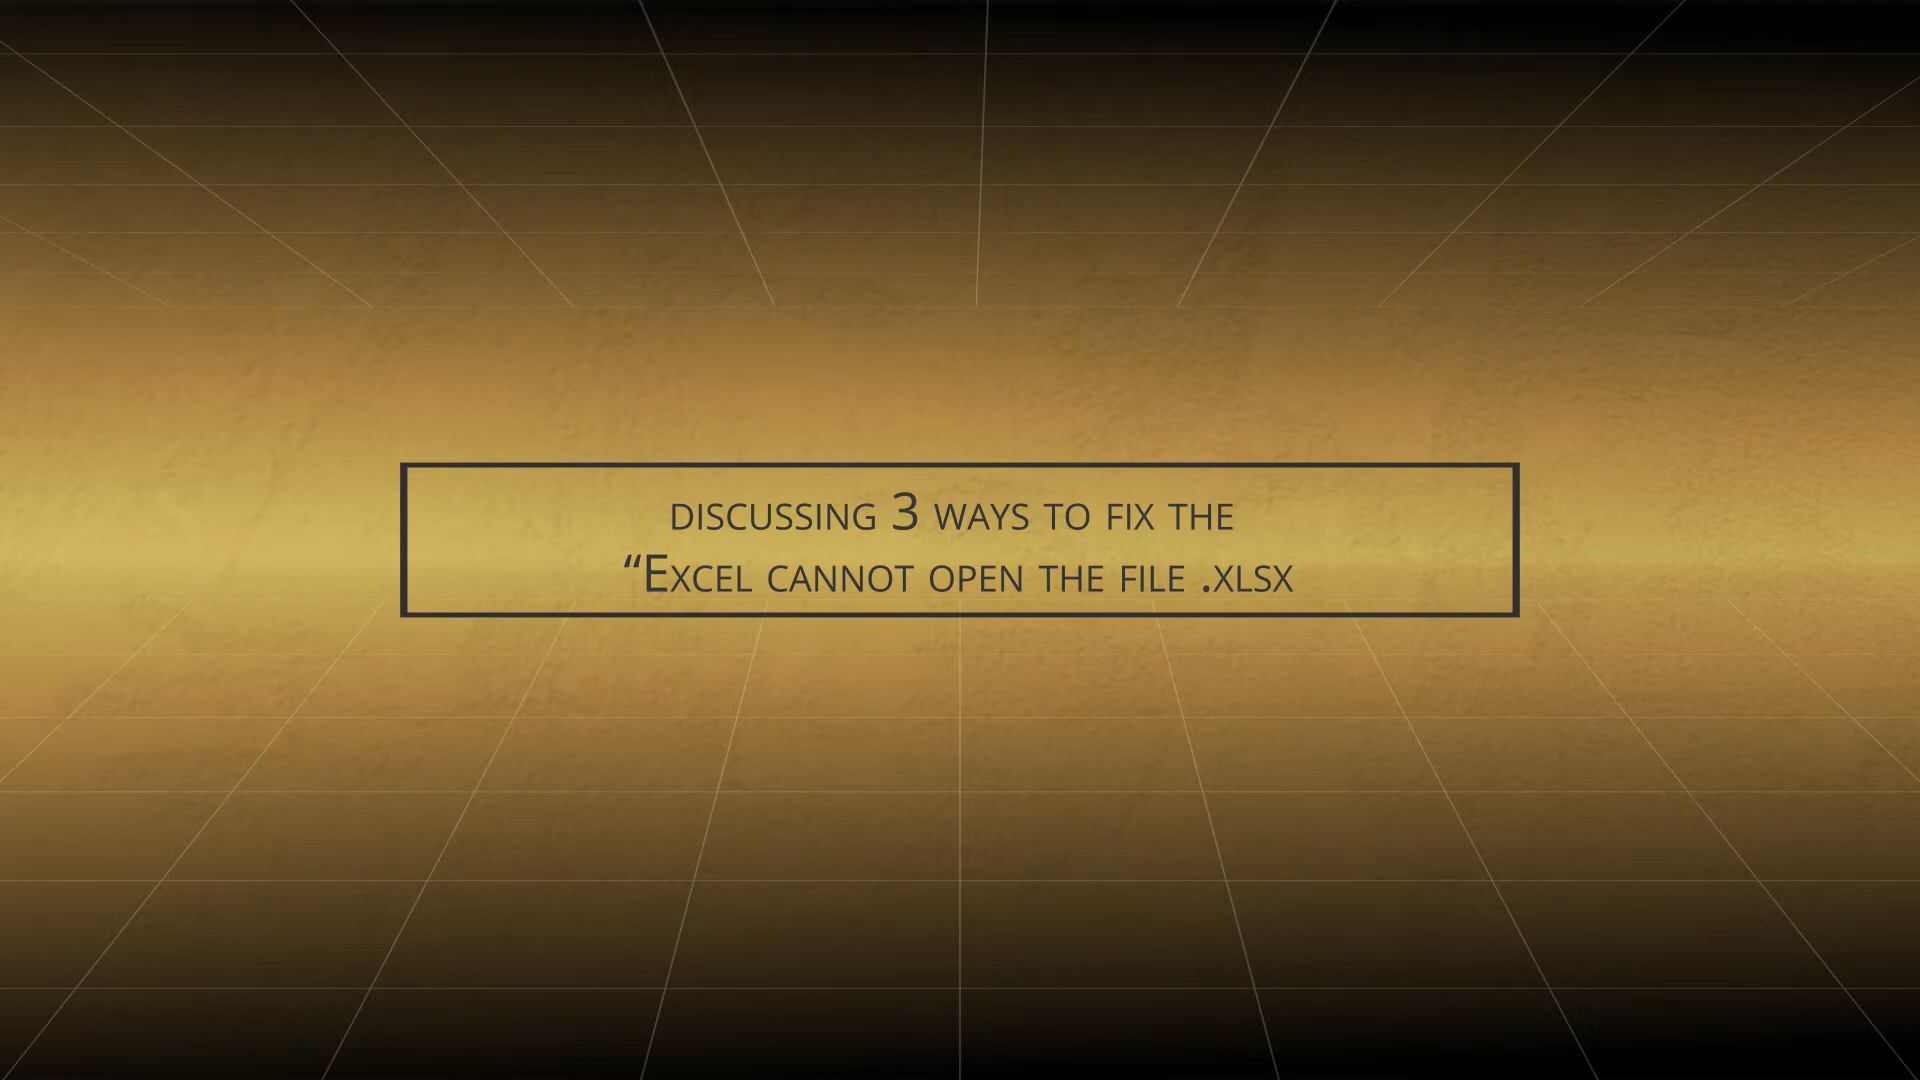 discussing 3 ways to fix the
“Excel cannot open the file .xlsx